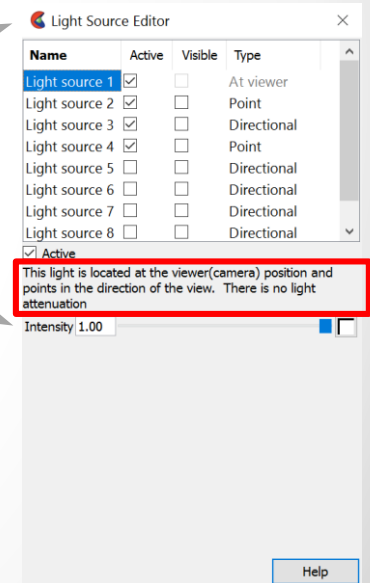 Light Source Editor
Name Active Visible Type
Light source 1 At viewer
Light source 2 Point
Light source 3 Directional
Light source 4 Point
Light source 5 Directional
Light source 6 Directional
Light source 7 Directional
Light source 8 Directional
Active
This light is located at the viewer(camera) position and
points in the direction of the view. There is no light
attenuation
Intensity 1.00
Help